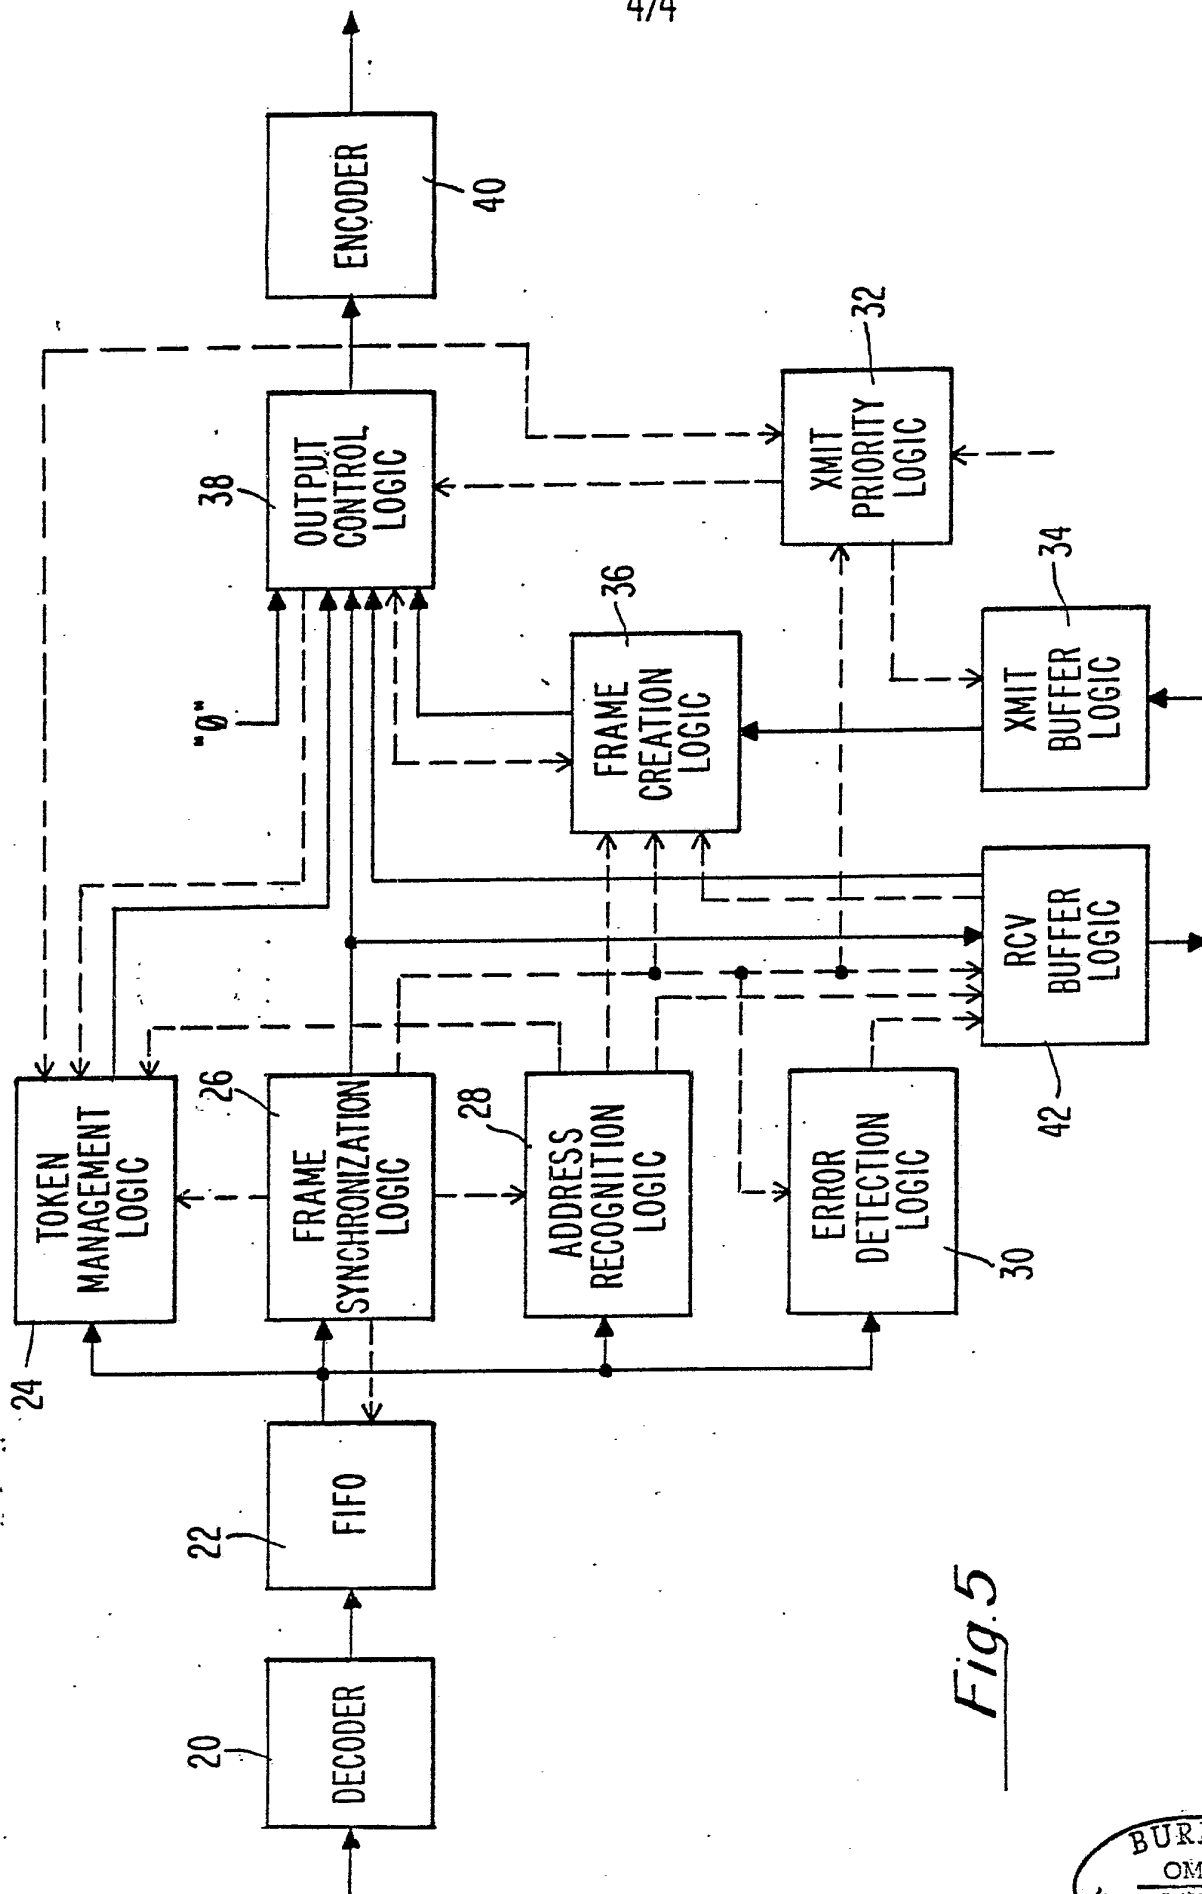 4/4
ENCODER
40
38
OUTPUT
CONTROL
LOGIC
32
XMIT
PRIORITY
LOGIC
"0"
36
FRAME
CREATION
LOGIC
34
XMIT
BUFFER
LOGIC
RCV
BUFFER
LOGIC
42
24
TOKEN
MANAGEMENT
LOGIC
26
FRAME
SYNCHRONIZATION
LOGIC
28
ADDRESS
RECOGNITION
LOGIC
ERROR
DETECTION
LOGIC
30
22
FIFO
20
DECODER
Fig. 5